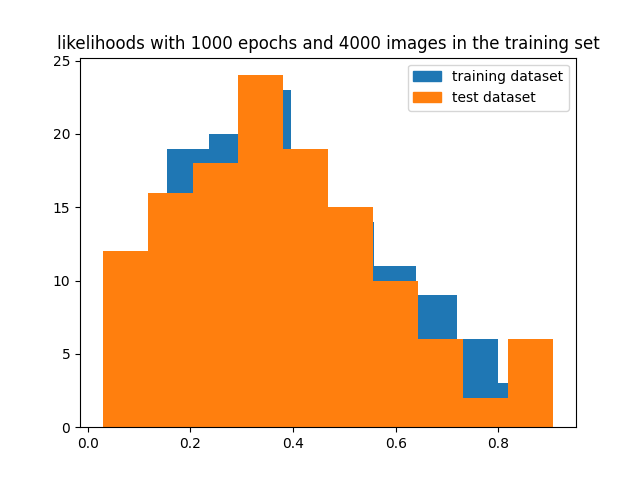 likelihoods with 1000 epochs and 4000 images in the training set
training dataset
test dataset
25
20
15
10
5
0
0.0 0.2 0.4 0.6 0.8